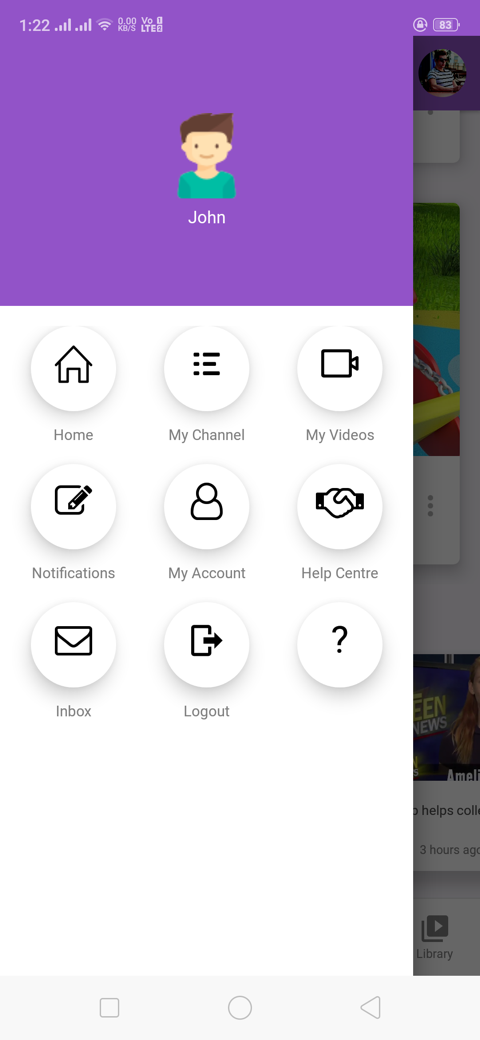 1:22 0.00 KB/S Vo LTE 83
John
Home My Channel My Videos
Notifications My Account Help Centre
?
Inbox Logout
EEN
NEWS
Ameli
o helps colle
3 hours ago
Library